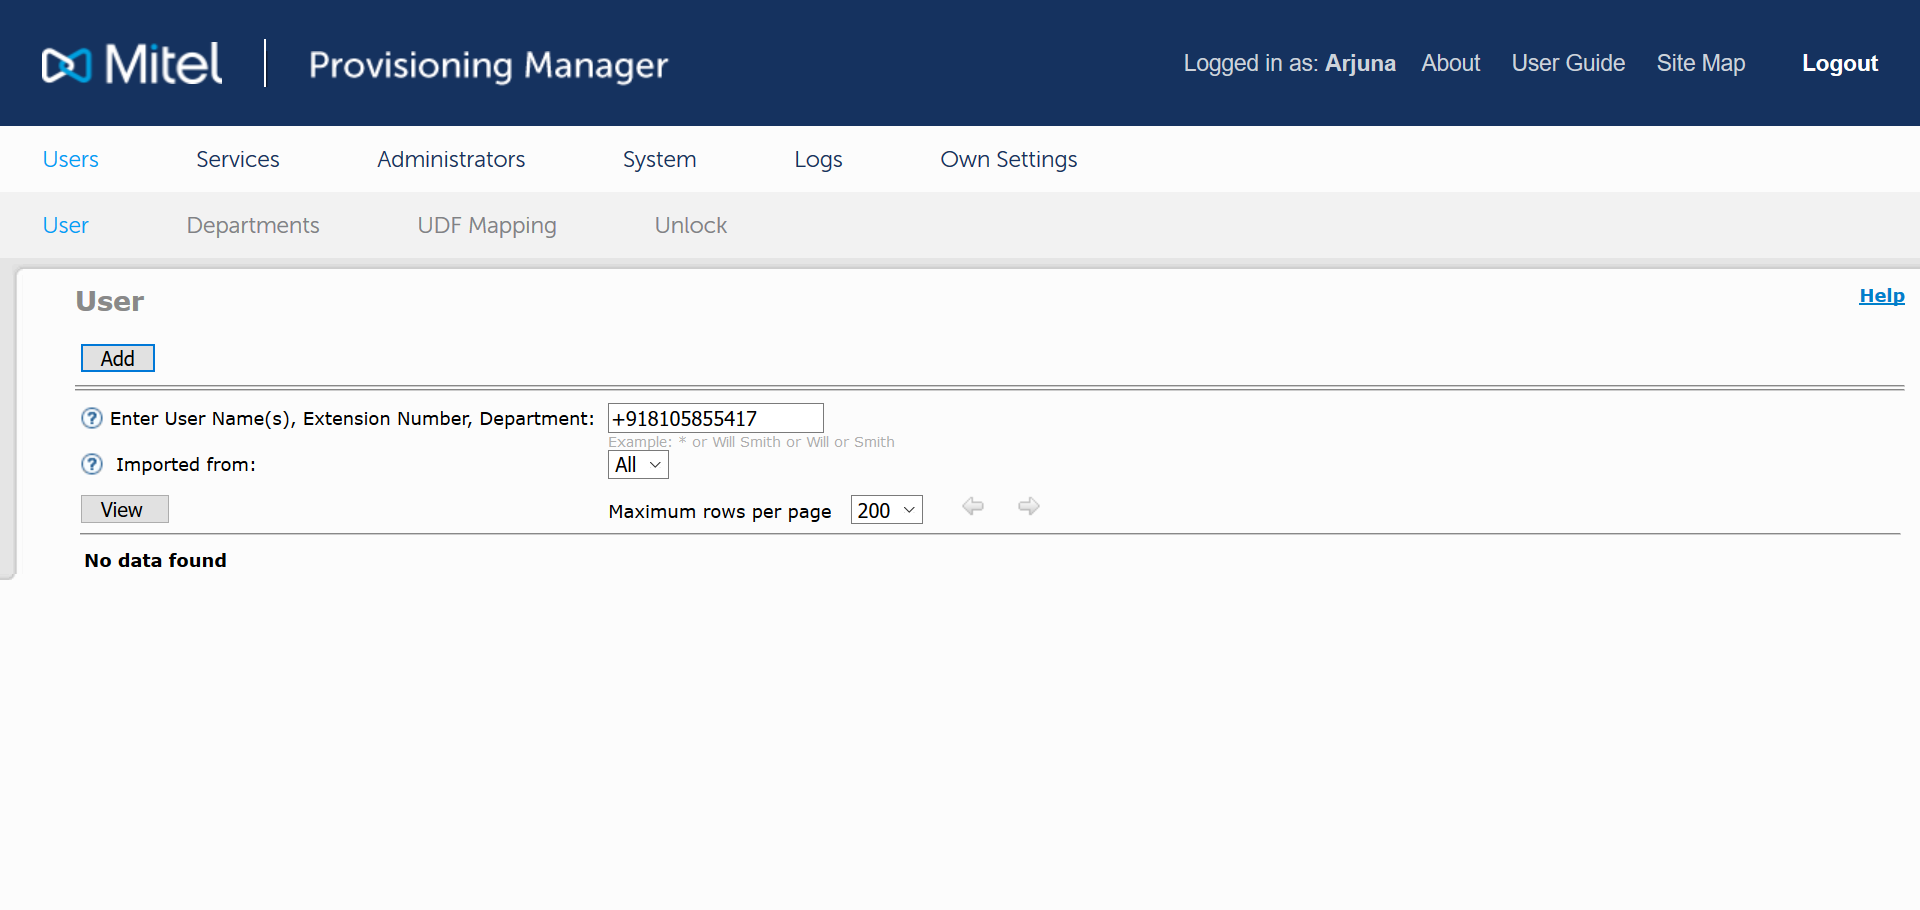 Mitel | Provisioning Manager
Logged in as: Arjuna About User Guide Site Map Logout
Users Services Administrators System Logs Own Settings
User Departments UDF Mapping Unlock
User
Help
Add
? Enter User Name(s), Extension Number, Department: +918105855417
Example: * or Will Smith or Will or Smith
? Imported from: All
View Maximum rows per page 200
No data found